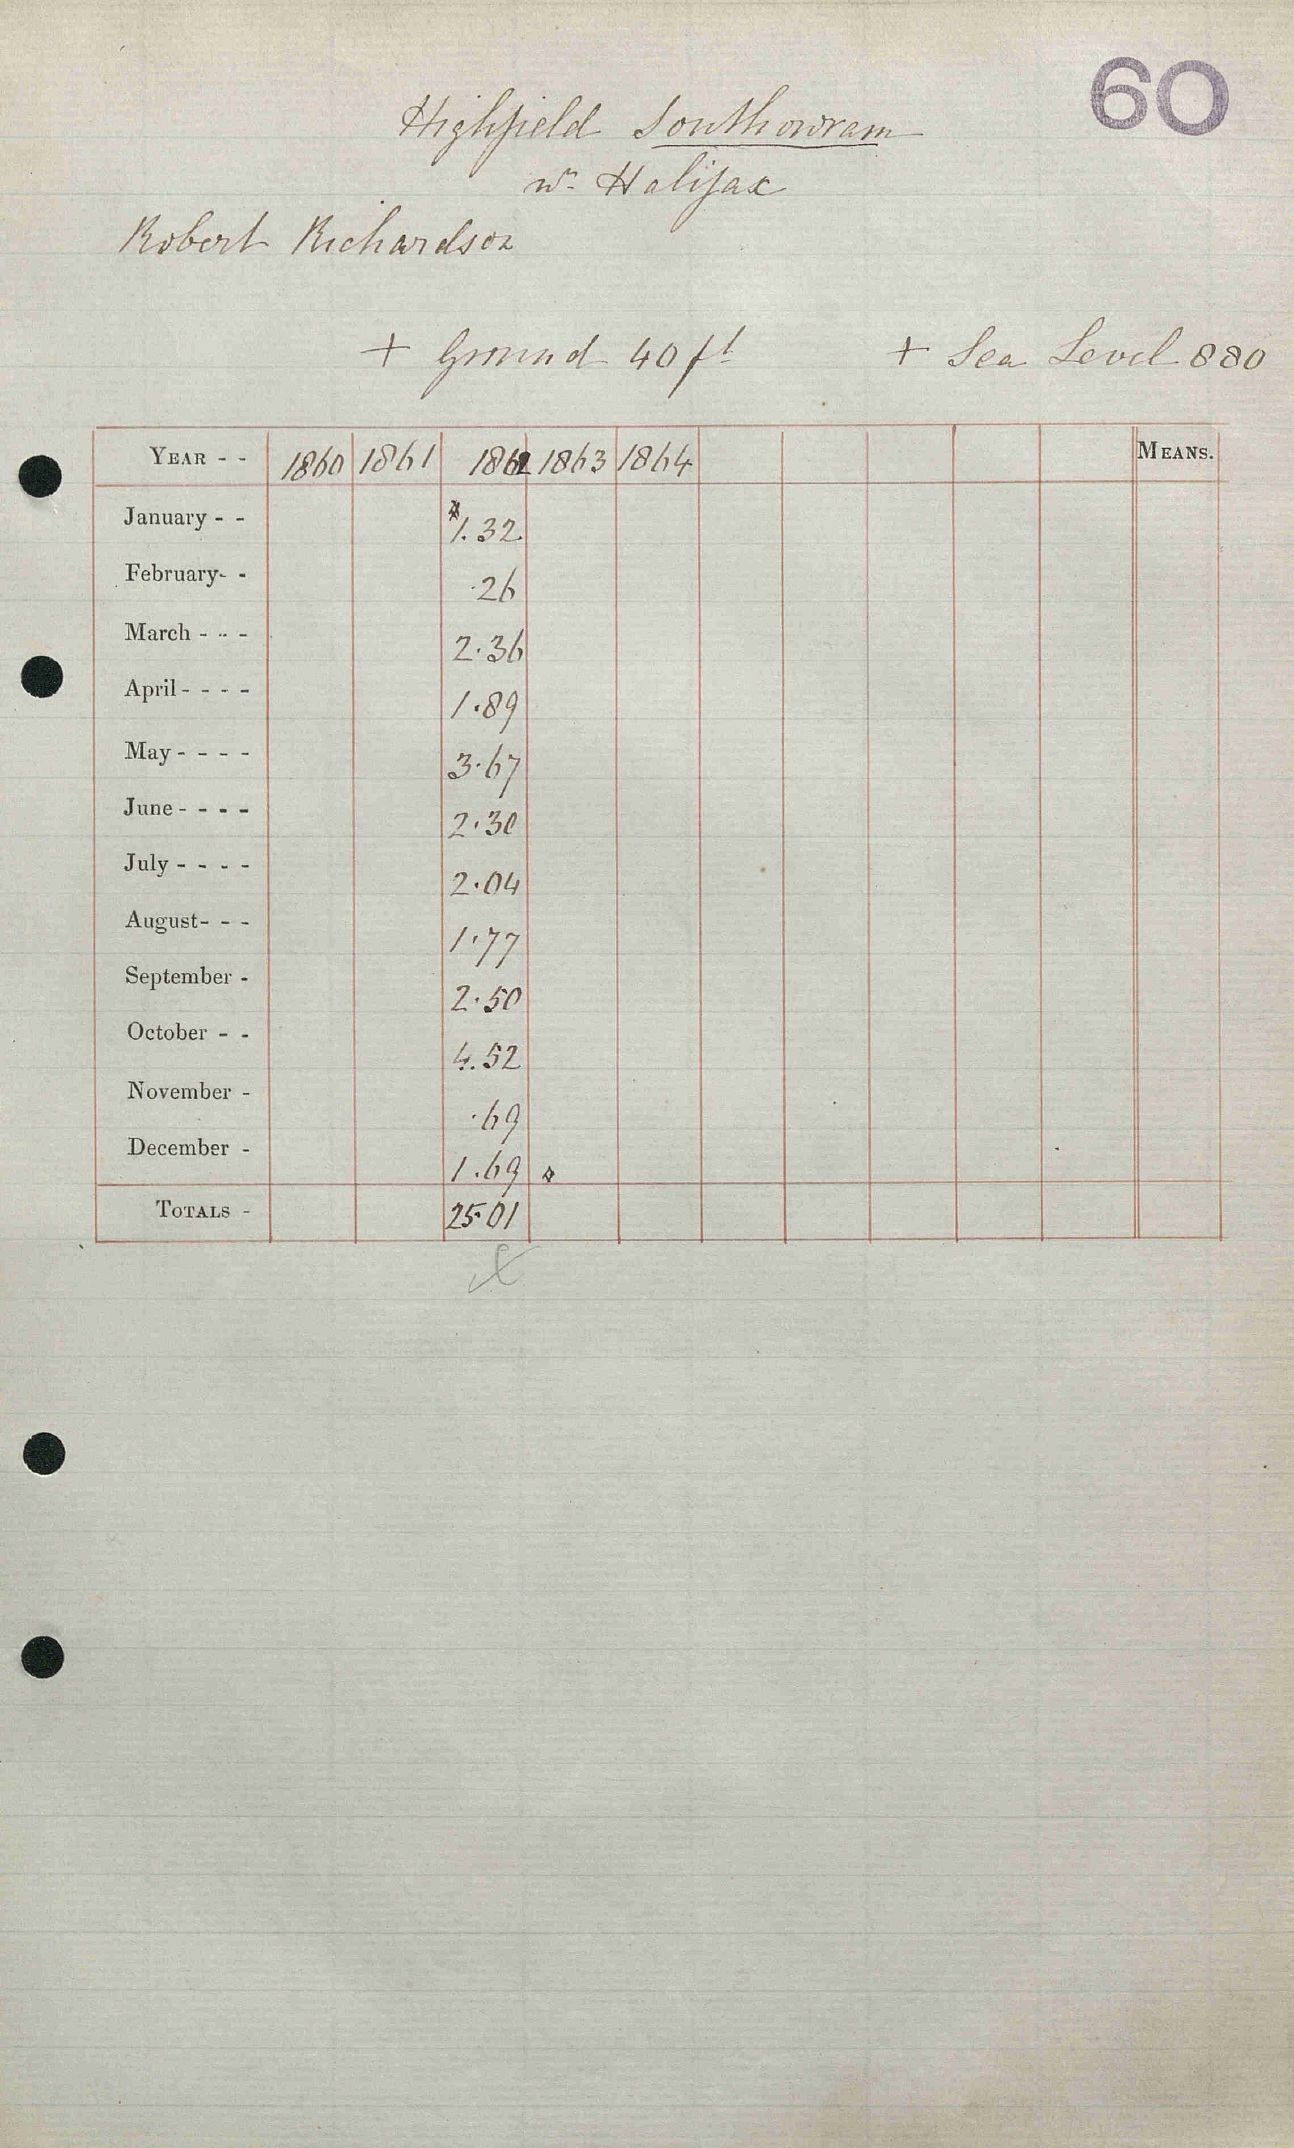 60
Highfield Southowram
nr Halifax
Robert Richardson
+ Ground 40 ft + Sea Level 880
YEAR - - 1860 1861 1862 1863 1864 MEANS.
January - - 1.32
February- - .26
March - - - 2.36
April - - - - 1.89
May - - - - 3.67
June - - - - 2.30
July - - - - 2.04
August- - - 1.77
September - 2.50
October - - 4.52
November - .69
December - 1.69
TOTALS - 25.01